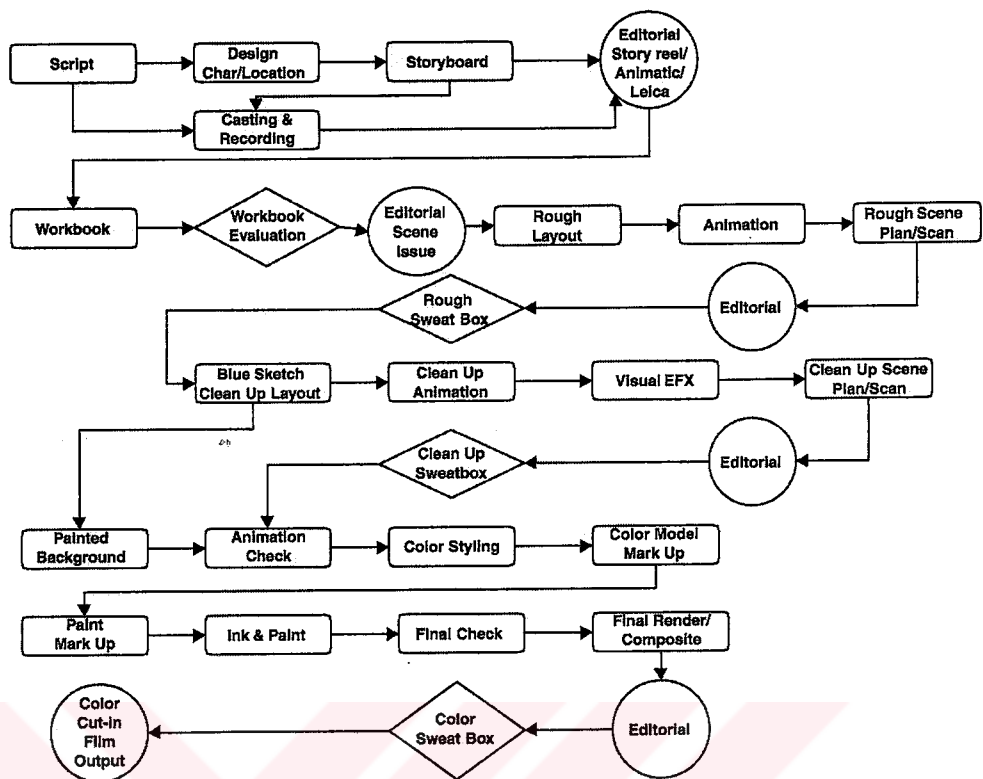 Script
Design
Char/Location
Storyboard
Editorial
Story reel/
Animatic/
Leica
Casting &
Recording
Workbook
Workbook
Evaluation
Editorial
Scene
Issue
Rough
Layout
Animation
Rough Scene
Plan/Scan
Rough
Sweat Box
Editorial
Blue Sketch
Clean Up Layout
Clean Up
Animation
Visual EFX
Clean Up Scene
Plan/Scan
Clean Up
Sweatbox
Editorial
Painted
Background
Animation
Check
Color Styling
Color Model
Mark Up
Paint
Mark Up
Ink & Paint
Final Check
Final Render/
Composite
Color
Cut-in
Film
Output
Color
Sweat Box
Editorial